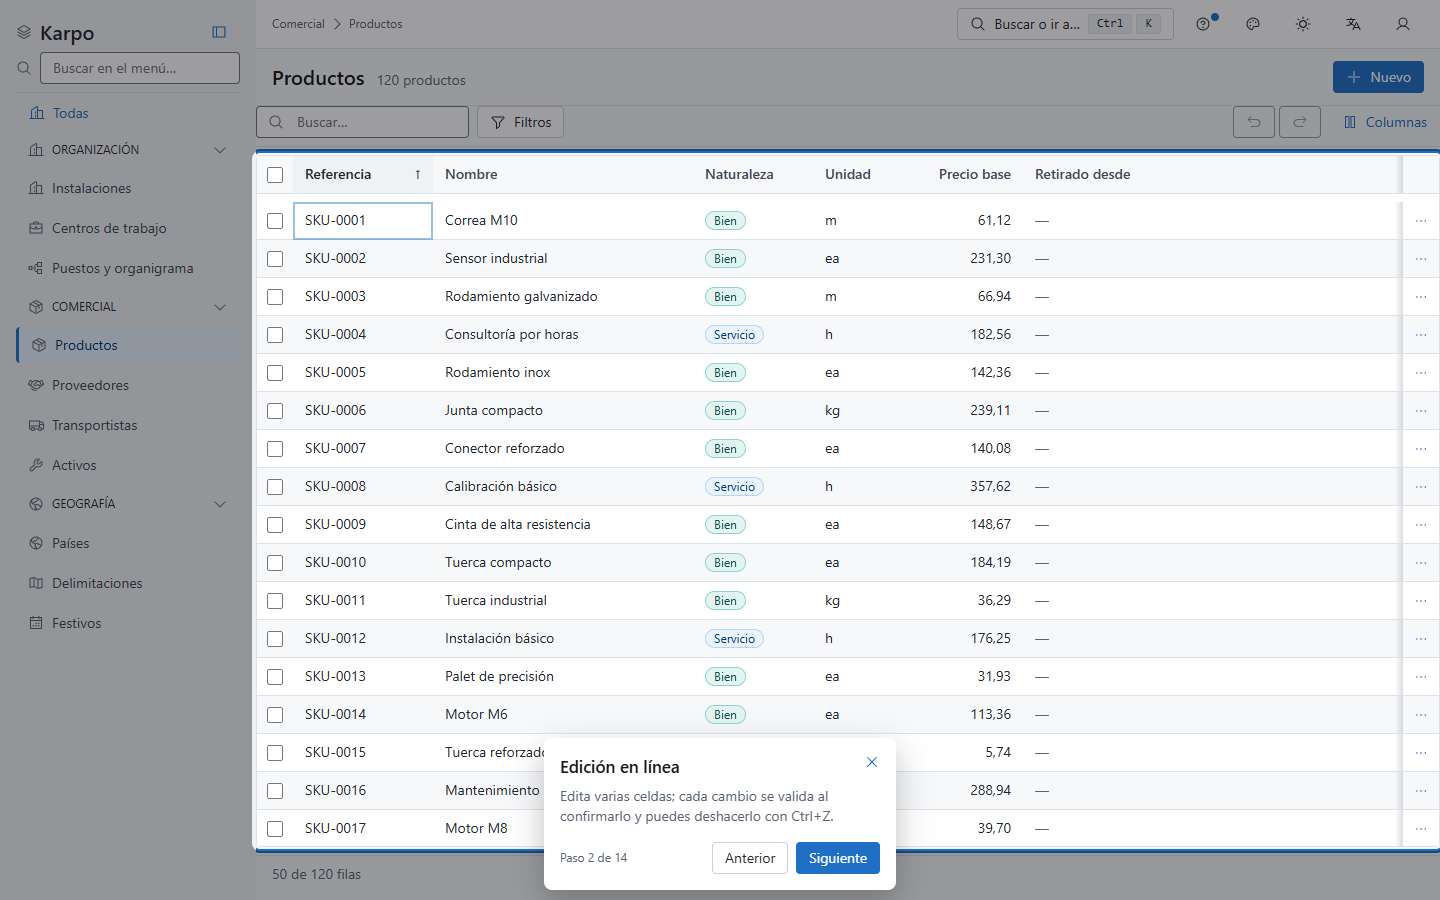 Karpo
Buscar en el menú...
Todas
ORGANIZACIÓN
Instalaciones
Centros de trabajo
Puestos y organigrama
COMERCIAL
Productos
Proveedores
Transportistas
Activos
GEOGRAFÍA
Países
Delimitaciones
Festivos
Comercial > Productos
Buscar o ir a... Ctrl K
Productos 120 productos
Nuevo
Buscar...
Filtros
Columnas
Referencia ↑ Nombre Naturaleza Unidad Precio base Retirado desde
SKU-0001 Correa M10 Bien m 61,12 —
SKU-0002 Sensor industrial Bien ea 231,30 —
SKU-0003 Rodamiento galvanizado Bien m 66,94 —
SKU-0004 Consultoría por horas Servicio h 182,56 —
SKU-0005 Rodamiento inox Bien ea 142,36 —
SKU-0006 Junta compacto Bien kg 239,11 —
SKU-0007 Conector reforzado Bien ea 140,08 —
SKU-0008 Calibración básico Servicio h 357,62 —
SKU-0009 Cinta de alta resistencia Bien ea 148,67 —
SKU-0010 Tuerca compacto Bien ea 184,19 —
SKU-0011 Tuerca industrial Bien kg 36,29 —
SKU-0012 Instalación básico Servicio h 176,25 —
SKU-0013 Palet de precisión Bien ea 31,93 —
SKU-0014 Motor M6 Bien ea 113,36 —
SKU-0015 Tuerca reforzado 5,74 —
SKU-0016 Mantenimiento 288,94 —
SKU-0017 Motor M8 39,70 —
Edición en línea
Edita varias celdas; cada cambio se valida al
confirmarlo y puedes deshacerlo con Ctrl+Z.
Paso 2 de 14
Anterior
Siguiente
50 de 120 filas